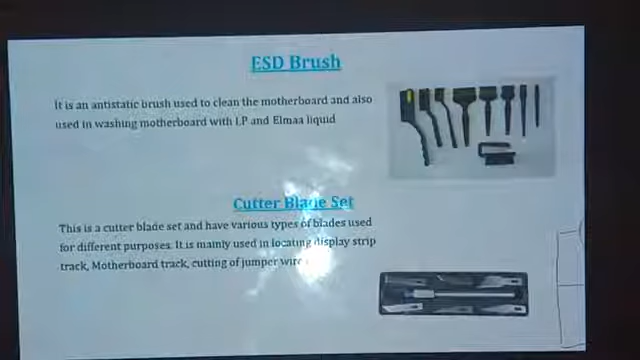 ESD Brush
It is an antistatic brush used to clean the motherboard and also
used in washing motherboard with I.P and Elmaa liquid
Cutter Blade Set
This is a cutter blade set and have various types of blades used
for different purposes. It is mainly used in locating display strip
track, Motherboard track, cutting of jumper wire